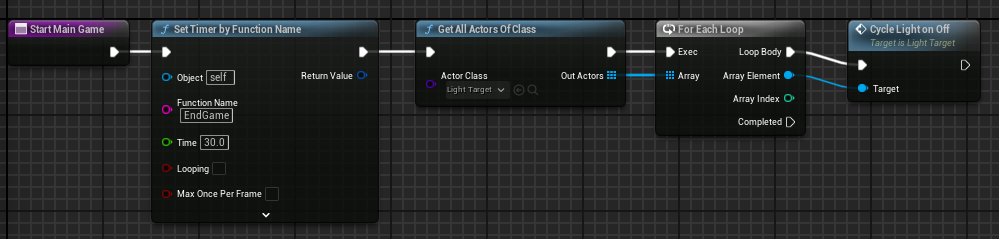 Start Main Game
Set Timer by Function Name
Object self
Return Value
Function Name
EndGame
Time 30.0
Looping
Max Once Per Frame
Get All Actors Of Class
Actor Class
Light Target
Out Actors
For Each Loop
Exec
Loop Body
Array
Array Element
Array Index
Completed
Cycle Light on Off
Target is Light Target
Target